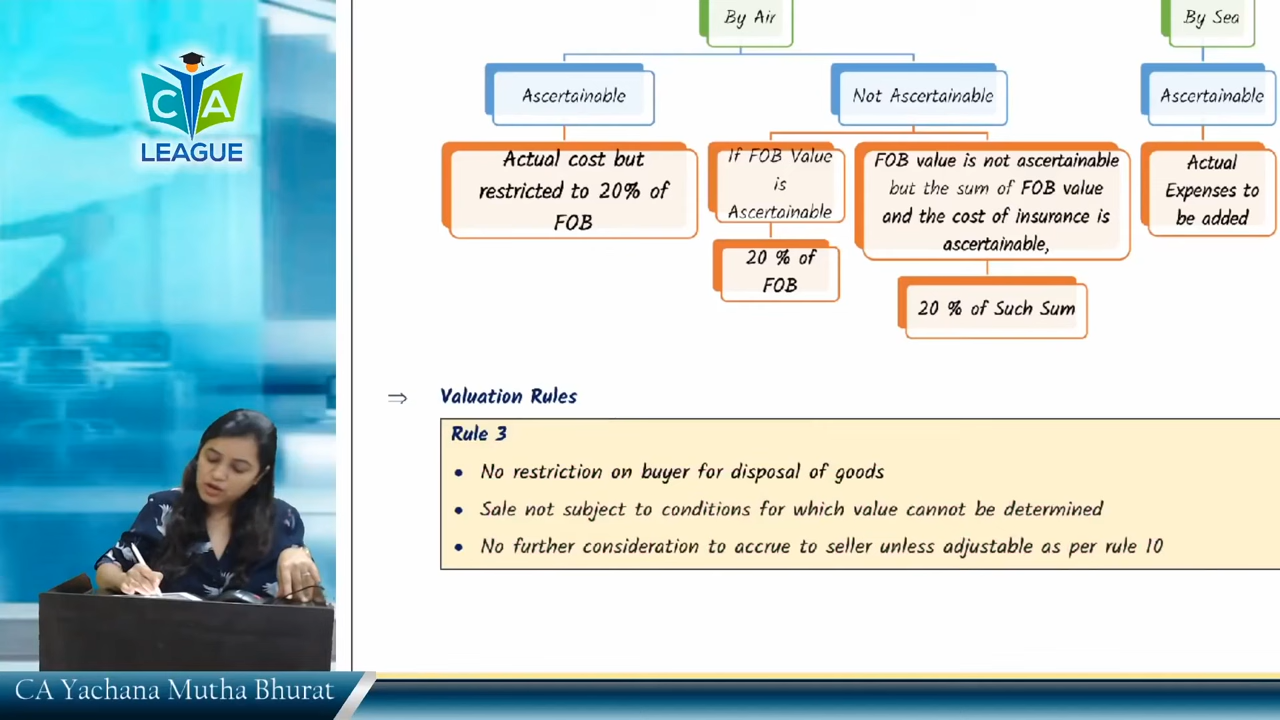 By Air
By Sea
Ascertainable
Not Ascertainable
Ascertainable
Actual cost but
restricted to 20% of
FOB
If FOB Value
is
Ascertainable
FOB value is not ascertainable
but the sum of FOB value
and the cost of insurance is
ascertainable,
Actual
Expenses to
be added
20 % of
FOB
20 % of Such Sum
⇒ Valuation Rules
Rule 3
• No restriction on buyer for disposal of goods
• Sale not subject to conditions for which value cannot be determined
• No further consideration to accrue to seller unless adjustable as per rule 10
CA
LEAGUE
CA Yachana Mutha Bhurat